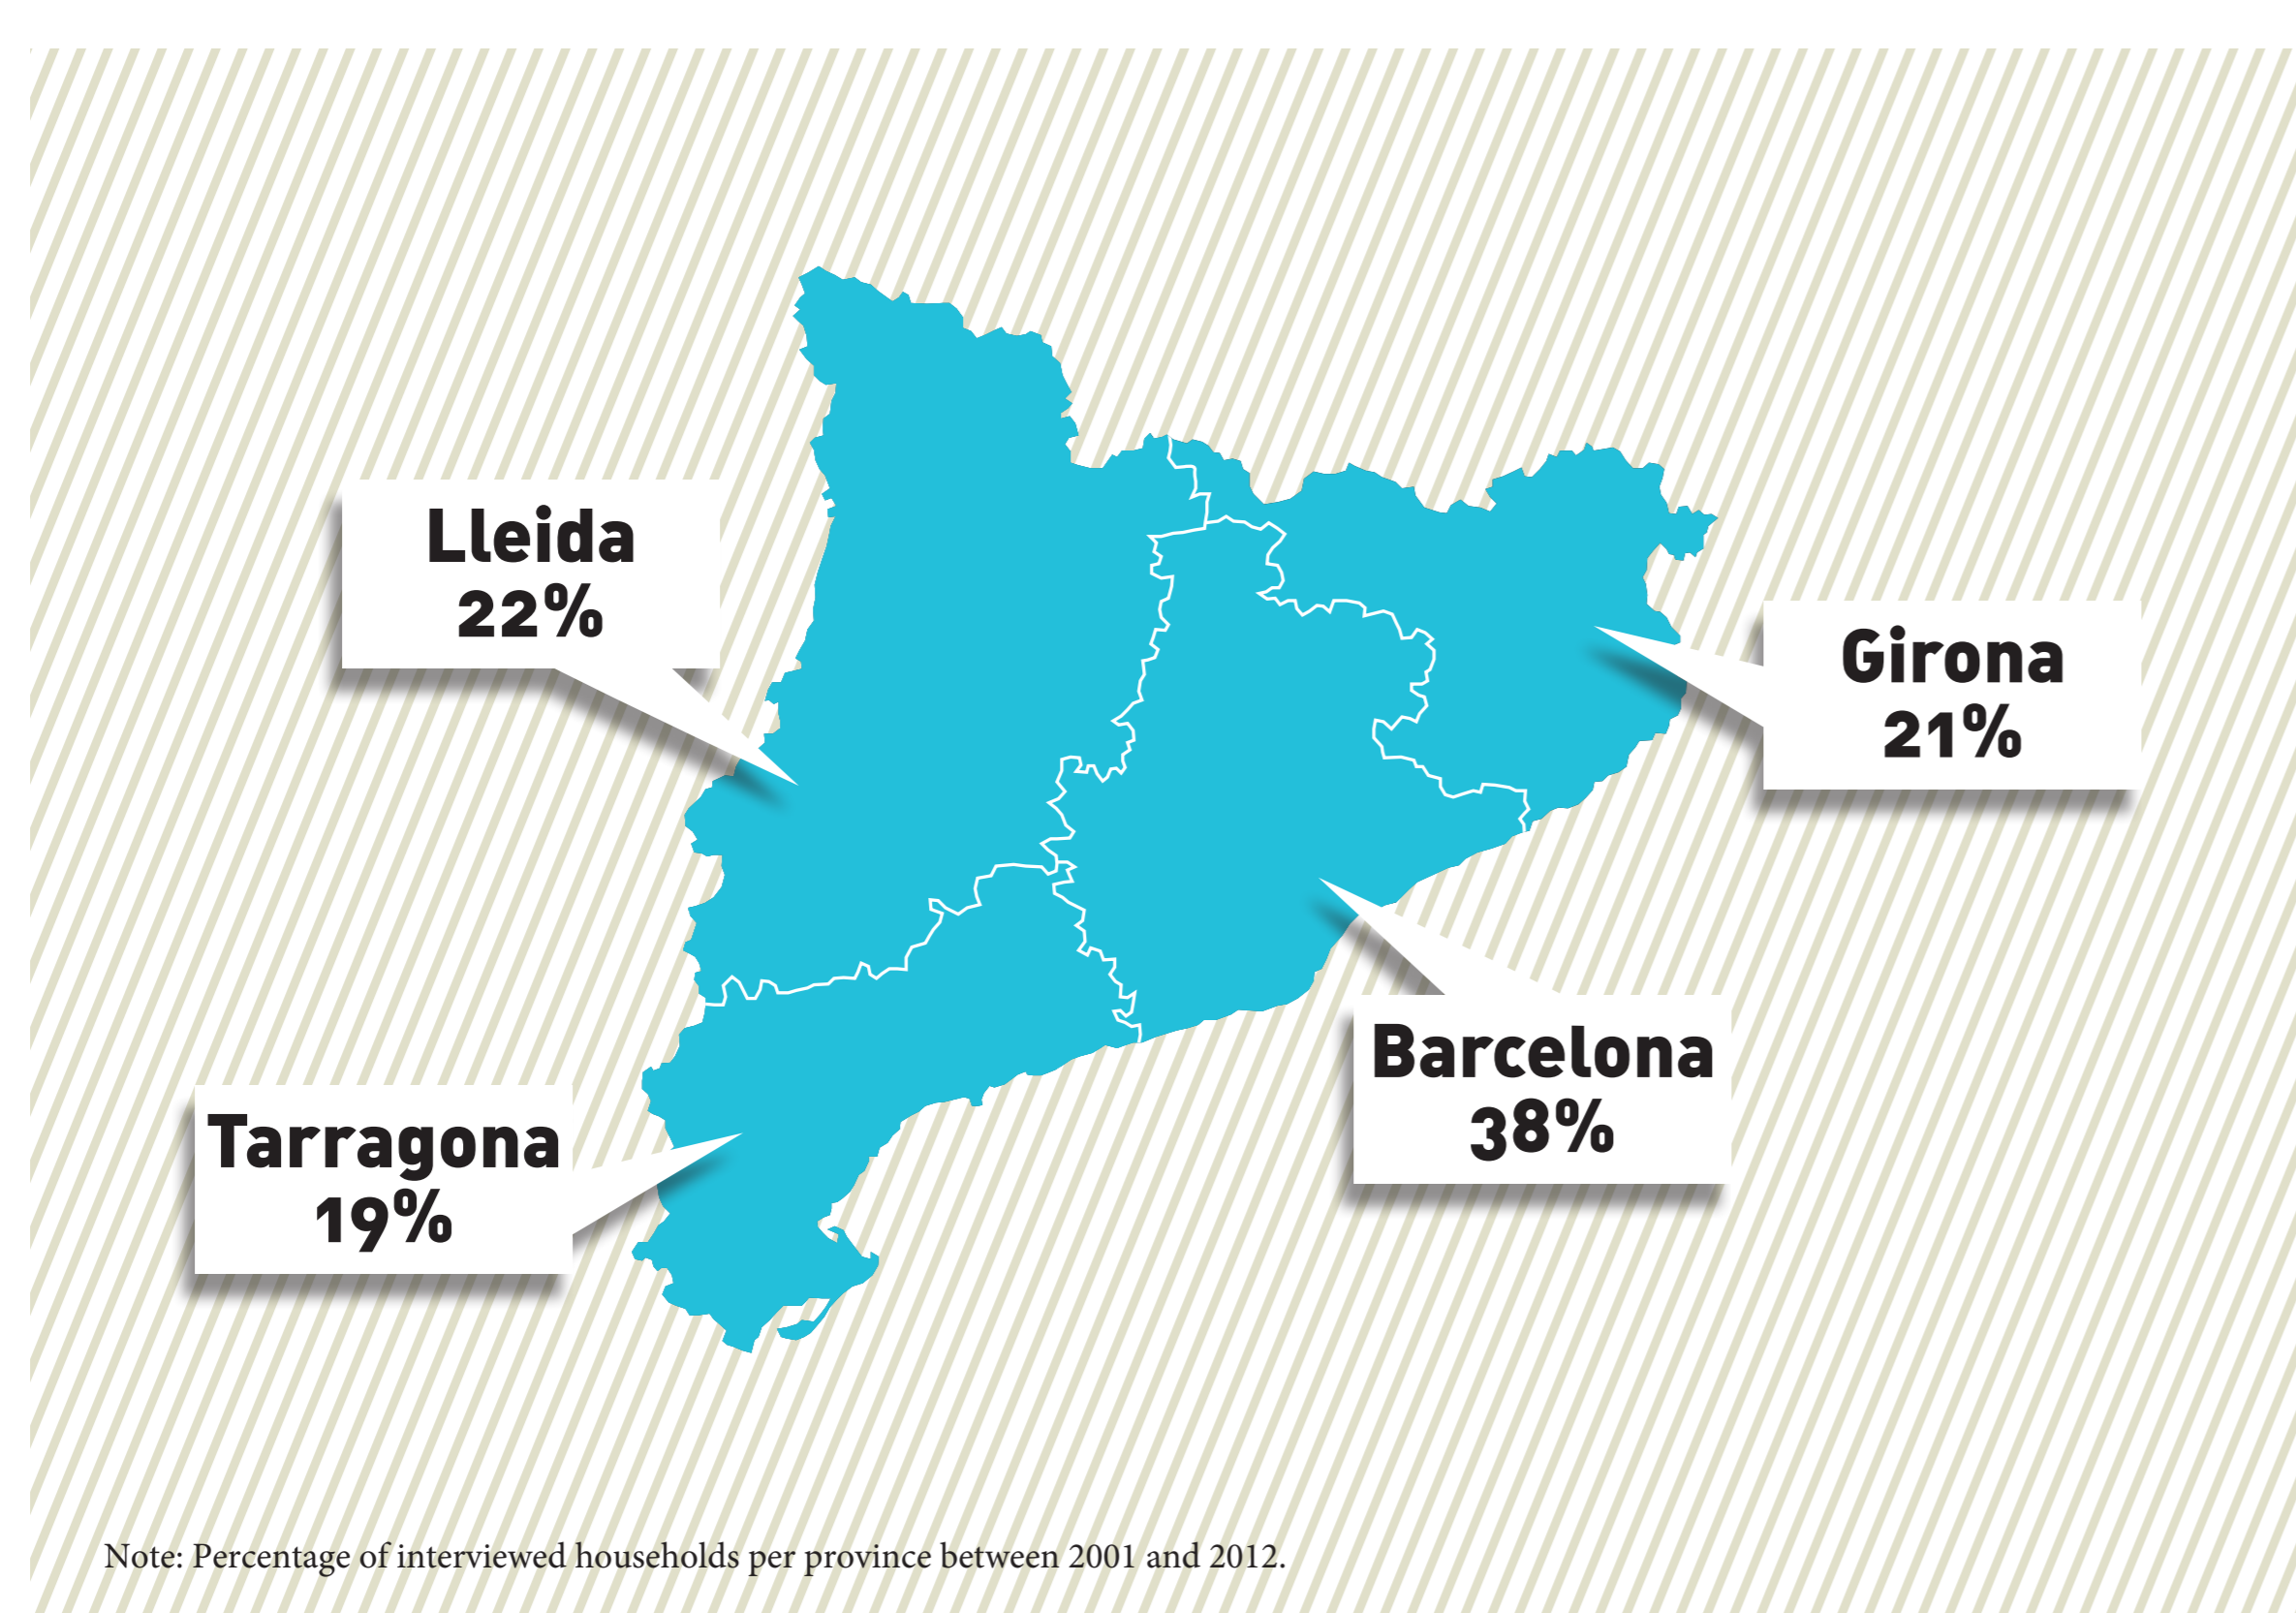 Lleida
22%
Girona
21%
Barcelona
38%
Tarragona
19%
Note: Percentage of interviewed households per province between 2001 and 2012.